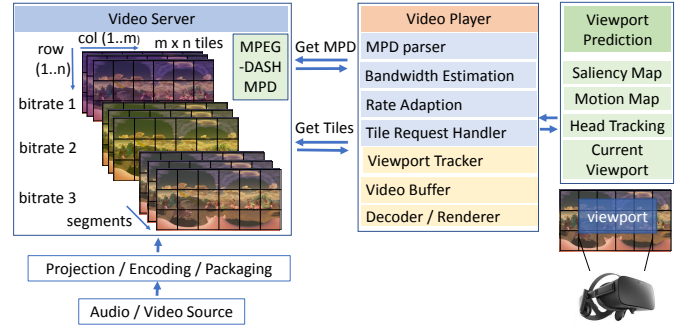 Video Server
col (1..m)
m x n tiles
row
(1..n)
MPEG
-DASH
MPD
bitrate 1
bitrate 2
bitrate 3
segments
Projection / Encoding / Packaging
Audio / Video Source
Get MPD
Get Tiles
Video Player
MPD parser
Bandwidth Estimation
Rate Adaption
Tile Request Handler
Viewport Tracker
Video Buffer
Decoder / Renderer
Viewport
Prediction
Saliency Map
Motion Map
Head Tracking
Current
Viewport
viewport